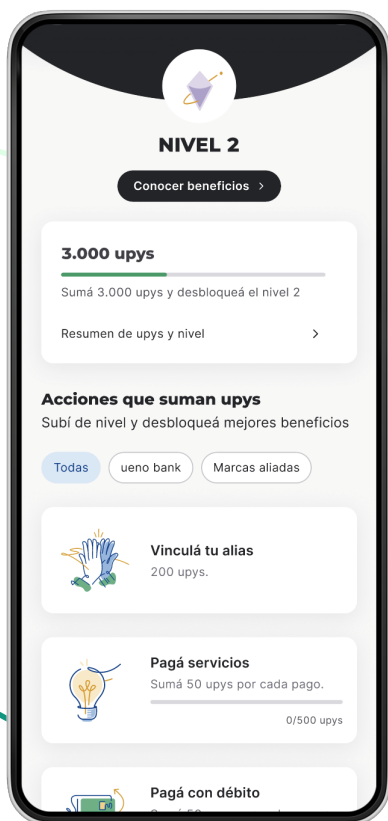 NIVEL 2
Conocer beneficios >
3.000 upys
Sumá 3.000 upys y desbloqueá el nivel 2
Resumen de upys y nivel >
Acciones que suman upys
Subí de nivel y desbloqueá mejores beneficios
Todas ueno bank Marcas aliadas
Vinculá tu alias
200 upys.
Pagá servicios
Sumá 50 upys por cada pago.
0/500 upys
Pagá con débito